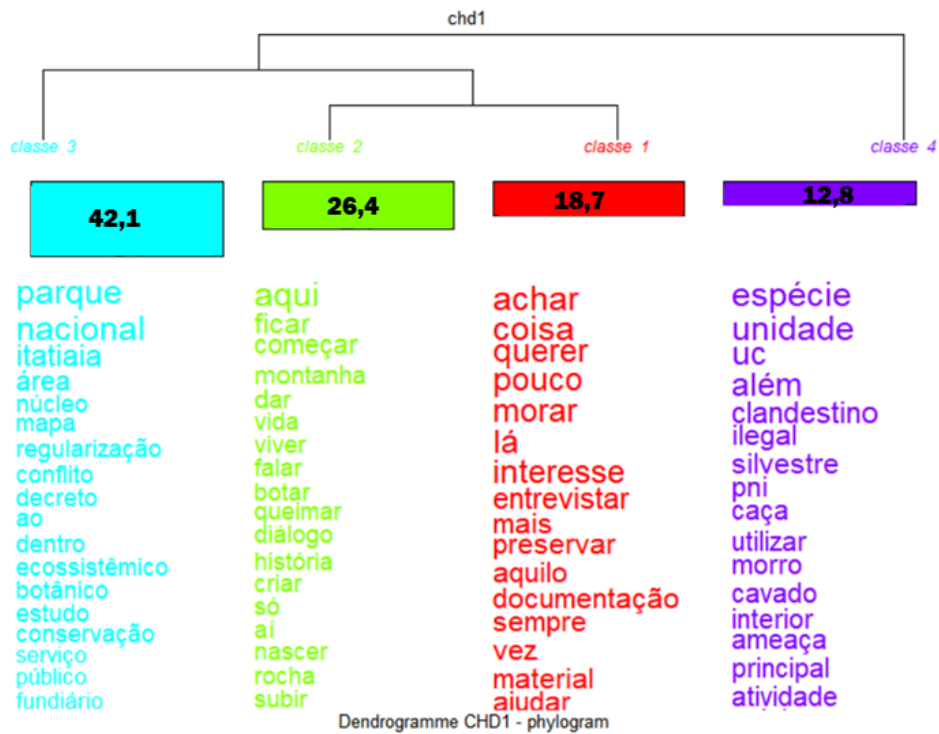 chd1
classe 3
classe 2
classe 1
classe 4
42,1
26,4
18,7
12,8
parque
nacional
itatiaia
área
núcleo
mapa
regularização
conflito
decreto
ao
dentro
ecossistêmico
botânico
estudo
conservação
serviço
público
fundiário
aqui
ficar
começar
montanha
dar
vida
viver
falar
botar
queimar
diálogo
história
criar
só
aí
nascer
rocha
subir
achar
coisa
querer
pouco
morar
lá
interesse
entrevistar
mais
preservar
aquilo
documentação
sempre
vez
material
ajudar
espécie
unidade
uc
além
clandestino
ilegal
silvestre
pni
caça
utilizar
morro
cavado
interior
ameaça
principal
atividade
Dendrogramme CHD1 - phylogram